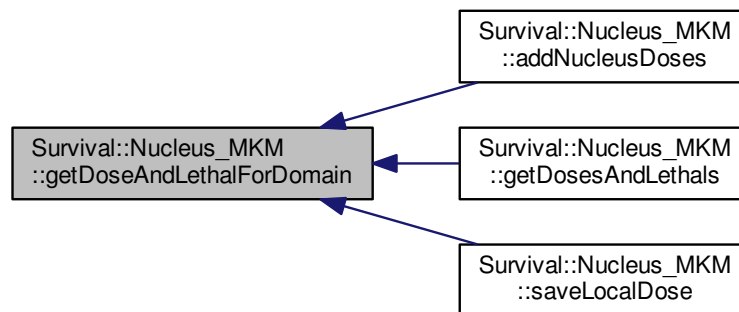 Survival::Nucleus_MKM
::getDoseAndLethalForDomain
Survival::Nucleus_MKM
::addNucleusDoses
Survival::Nucleus_MKM
::getDosesAndLethals
Survival::Nucleus_MKM
::saveLocalDose